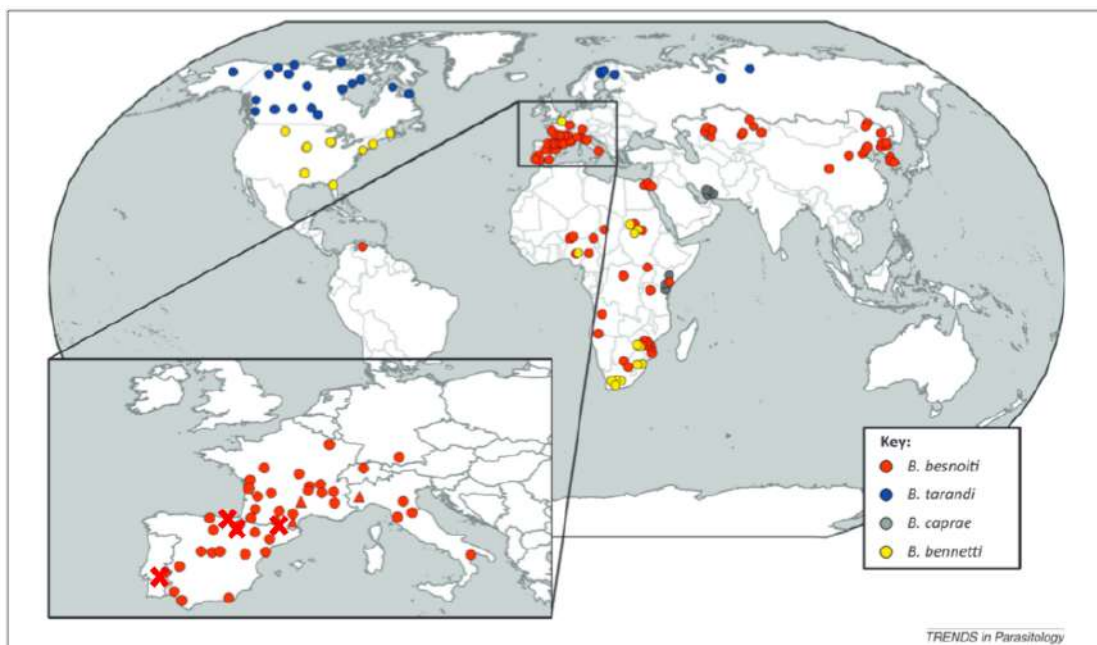 Key:
B. besnoiti
B. tarandi
B. caprae
B. bennetti
TRENDS in Parasitology